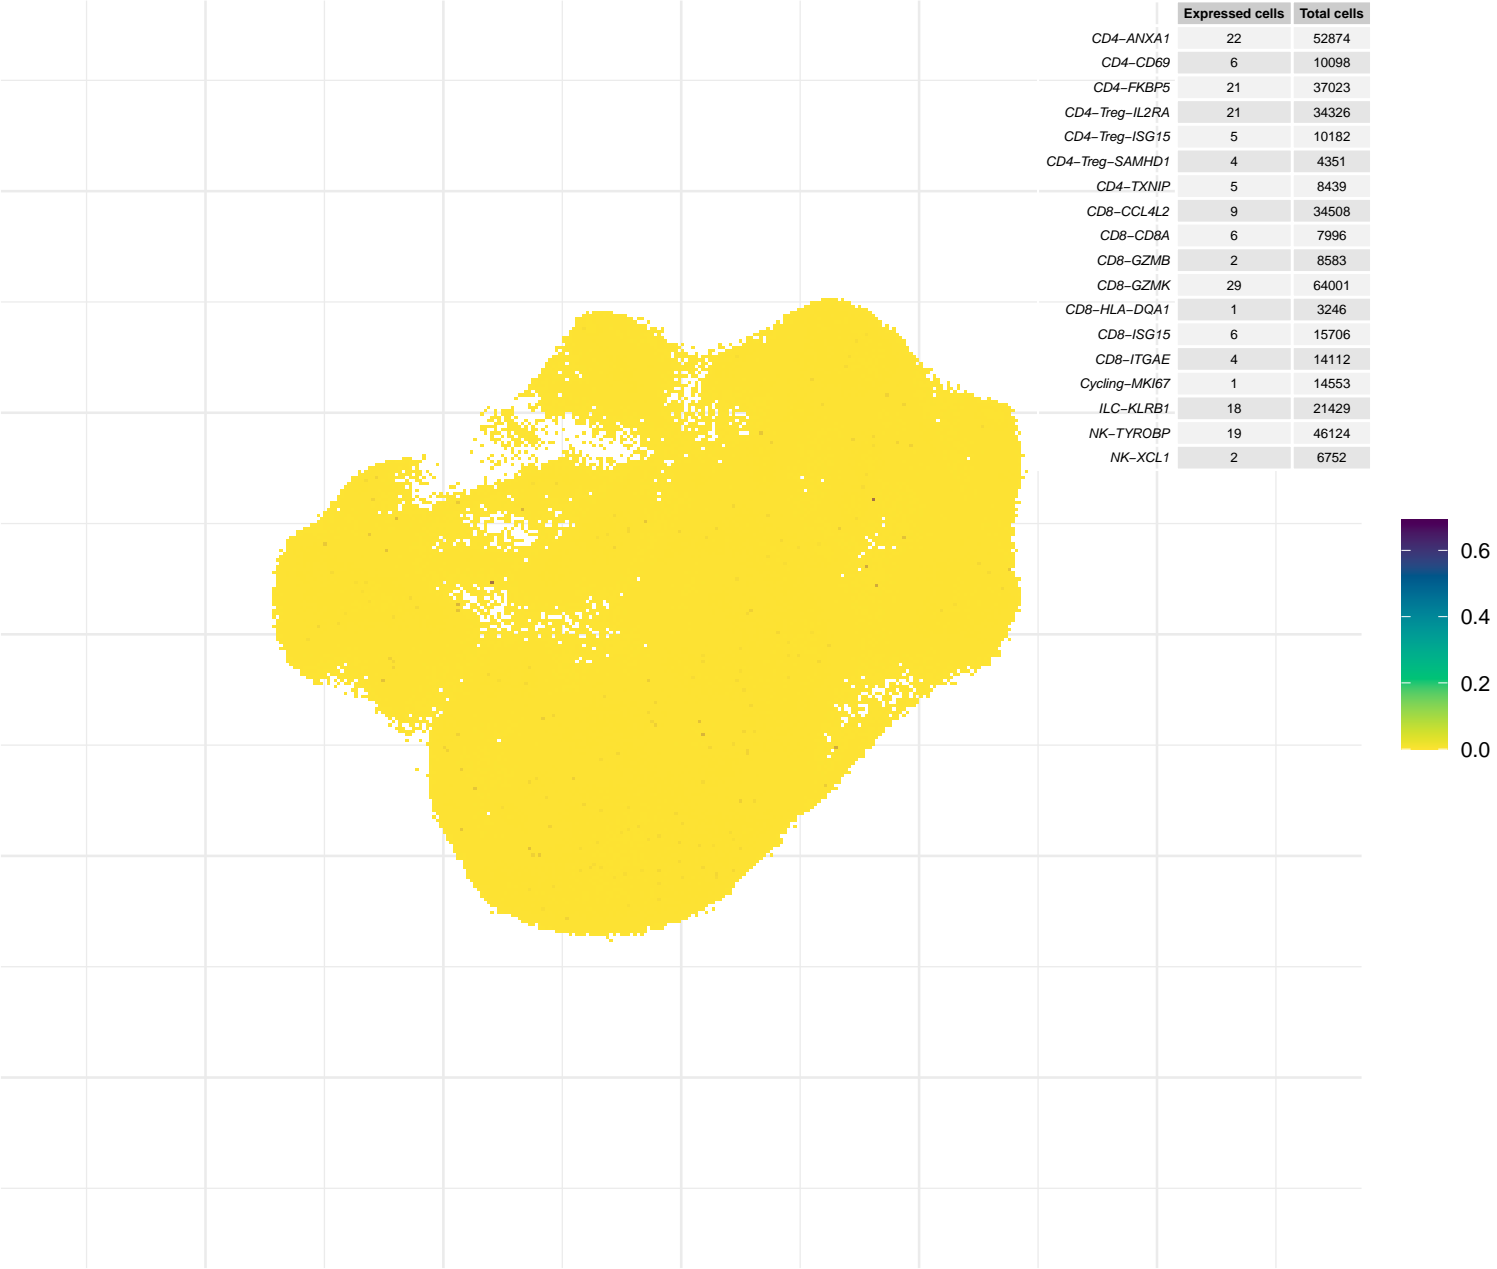 Expressed cells Total cells
CD4−ANXA1 22 52874
CD4−CD69 6 10098
CD4−FKBP5 21 37023
CD4−Treg−IL2RA 21 34326
CD4−Treg−ISG15 5 10182
CD4−Treg−SAMHD1 4 4351
CD4−TXNIP 5 8439
CD8−CCL4L2 9 34508
CD8−CD8A 6 7996
CD8−GZMB 2 8583
CD8−GZMK 29 64001
CD8−HLA−DQA1 1 3246
CD8−ISG15 6 15706
CD8−ITGAE 4 14112
Cycling−MKI67 1 14553
ILC−KLRB1 18 21429
NK−TYROBP 19 46124
NK−XCL1 2 6752
0.6
0.4
0.2
0.0